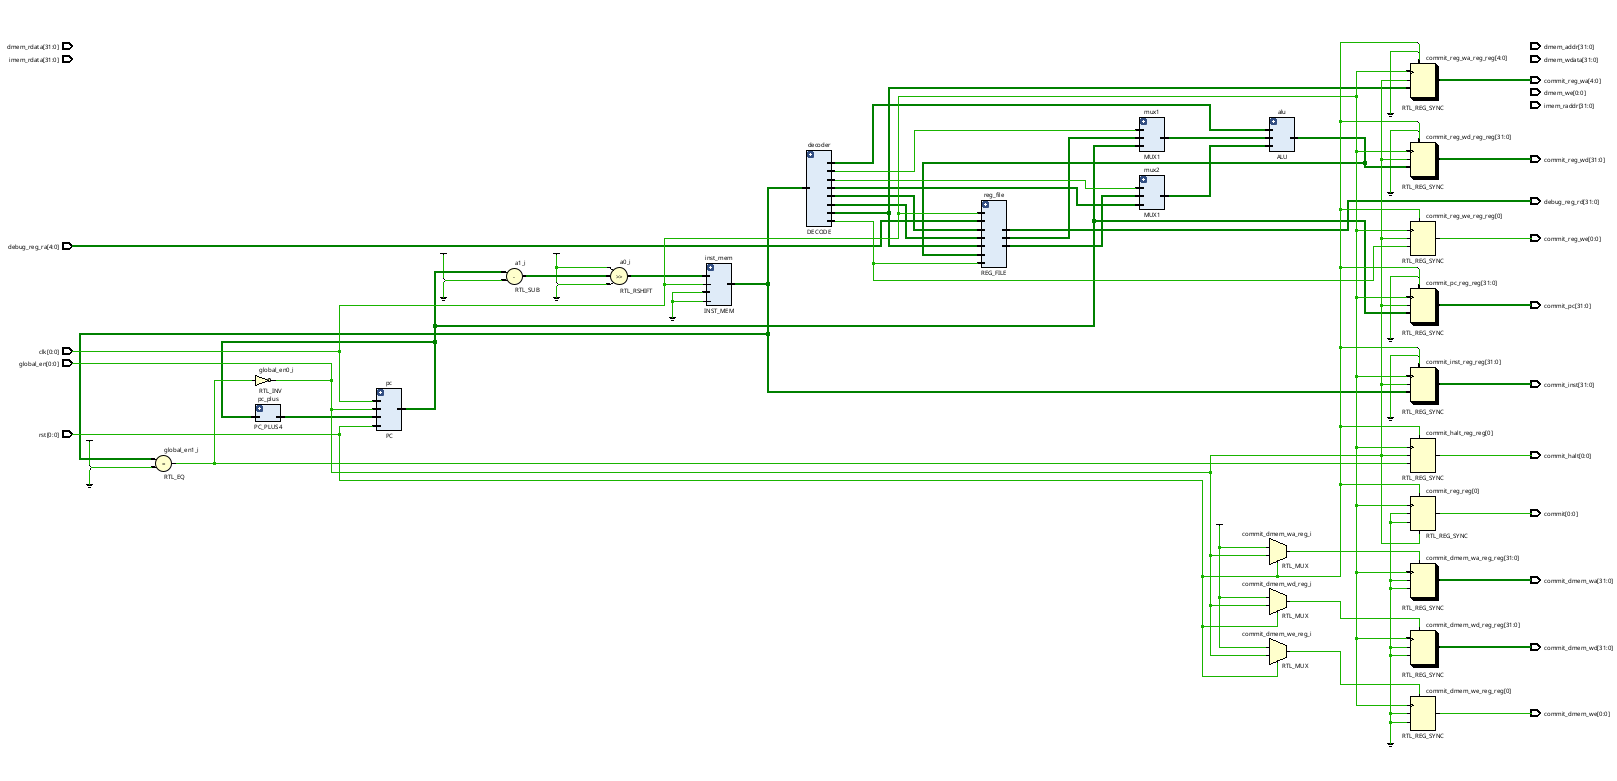 dmem_rdata[31:0]
imem_rdata[31:0]
dmem_addr[31:0]
commit_reg_wa_reg_reg[4:0]
dmem_wdata[31:0]
commit_reg_wa[4:0]
dmem_we[0:0]
imem_raddr[31:0]
RTL_REG_SYNC
mux1
alu
commit_reg_wd_reg_reg[31:0]
decoder
MUX1
ALU
commit_reg_wd[31:0]
mux2
RTL_REG_SYNC
reg_file
debug_reg_rd[31:0]
MUX1
commit_reg_we_reg_reg[0]
DECODE
commit_reg_we[0:0]
debug_reg_ra[4:0]
inst_mem
RTL_REG_SYNC
a1_i
-
a0_i
>>
REG_FILE
commit_pc_reg_reg[31:0]
RTL_SUB
RTL_RSHIFT
INST_MEM
commit_pc[31:0]
RTL_REG_SYNC
clk[0:0]
global_en[0:0]
commit_inst_reg_reg[31:0]
global_en0_i
pc
commit_inst[31:0]
RTL_INV
pc_plus
PC_PLUS4
PC
RTL_REG_SYNC
rst[0:0]
commit_halt_reg_reg[0]
global_en1_i
=
commit_halt[0:0]
RTL_EQ
RTL_REG_SYNC
commit_reg_reg[0]
commit[0:0]
commit_dmem_wa_reg_i
RTL_REG_SYNC
RTL_MUX
commit_dmem_wa_reg_reg[31:0]
commit_dmem_wa[31:0]
commit_dmem_wd_reg_i
RTL_REG_SYNC
RTL_MUX
commit_dmem_wd_reg_reg[31:0]
commit_dmem_we_reg_i
commit_dmem_wd[31:0]
RTL_MUX
RTL_REG_SYNC
commit_dmem_we_reg_reg[0]
commit_dmem_we[0:0]
RTL_REG_SYNC